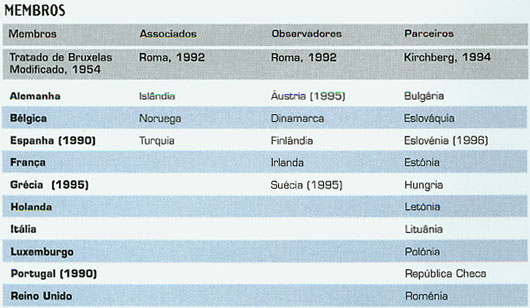 MEMBROS
Membros Associados Observadores Parceiros
Tratado de Bruxelas Roma, 1992 Roma, 1992 Kirchberg, 1994
Modificado, 1954
Alemanha Islândia Áustria (1995) Bulgária
Bélgica Noruega Dinamarca Eslováquia
Espanha (1990) Turquia Finlândia Eslovénia (1996)
França Irlanda Estónia
Grécia (1995) Suécia (1995) Hungria
Holanda Letónia
Itália Lituânia
Luxemburgo Polónia
Portugal (1990) República Checa
Reino Unido Roménia